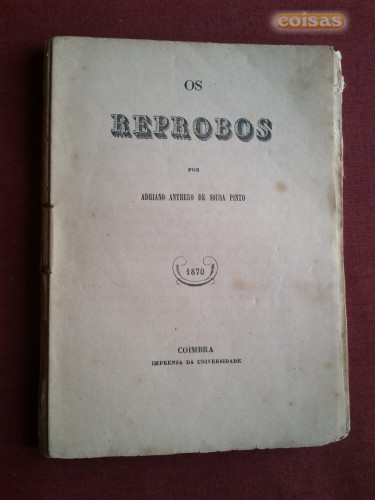 coisas
OS
REPROBOS
POR
ADRIANO ANTHERO DE SOUSA PINTO
1870
COIMBRA
IMPRENSA DA UNIVERSIDADE